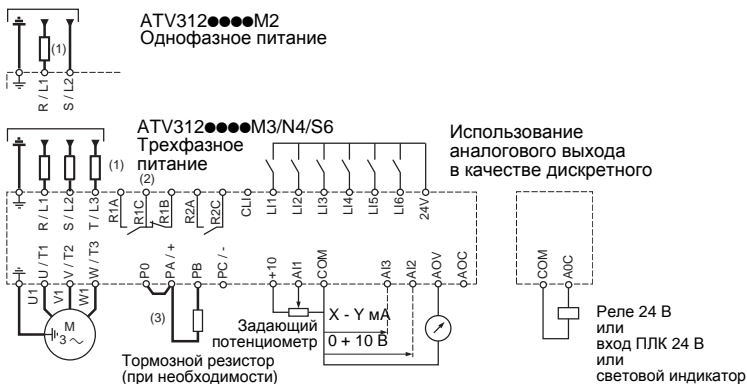 ATV312●●●●M2
Однофазное питание
(1)
R / L1
S / L2
ATV312●●●●M3/N4/S6
Трехфазное
питание
(1)
(2)
Использование
аналогового выхода
в качестве дискретного
R / L1
S / L2
T / L3
R1A
R1C
R1B
R2A
R2C
CLI
LI1
LI2
LI3
LI4
LI5
LI6
24V
U / T1
V / T2
W / T3
P0
PA / +
PB
PC / -
+10
AI1
COM
AI3
AI2
AOV
AOC
COM
A0C
U1
V1
W1
M
3 ~
(3)
Тормозной резистор
(при необходимости)
Задающий
потенциометр
X - Y мА
0 + 10 В
Реле 24 В
или
вход ПЛК 24 В
или
световой индикатор